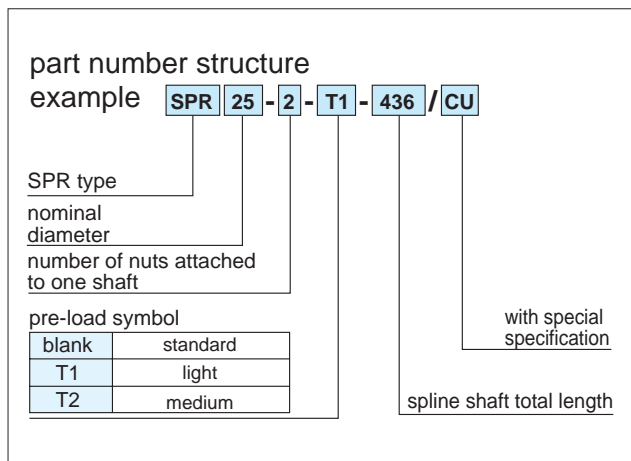 part number structure
example SPR 25 - 2 - T1 - 436 / CU
SPR type
nominal
diameter
number of nuts attached
to one shaft
pre-load symbol
blank standard
T1 light
T2 medium
with special
specification
spline shaft total length